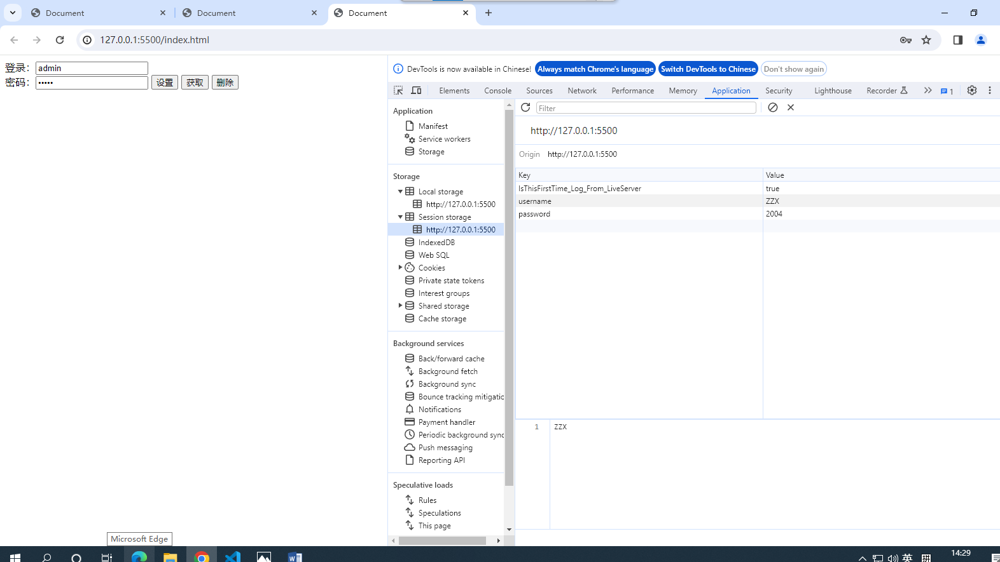 Document
Document
Document
127.0.0.1:5500/index.html
登录：admin
密码：•••••
设置
获取
删除
DevTools is now available in Chinese!
Always match Chrome's language
Switch DevTools to Chinese
Don't show again
Elements
Console
Sources
Network
Performance
Memory
Application
Security
Lighthouse
Recorder
1
Application
Manifest
Service workers
Storage
Storage
Local storage
http://127.0.0.1:5500
Session storage
http://127.0.0.1:5500
IndexedDB
Web SQL
Cookies
Private state tokens
Interest groups
Shared storage
Cache storage
Background services
Back/forward cache
Background fetch
Background sync
Bounce tracking mitigatic
Notifications
Payment handler
Periodic background sync
Push messaging
Reporting API
Speculative loads
Rules
Speculations
This page
Filter
http://127.0.0.1:5500
Origin http://127.0.0.1:5500
Key Value
IsThisFirstTime_Log_From_LiveServer true
username ZZX
password 2004
1 ZZX
Microsoft Edge
英
拼
14:29